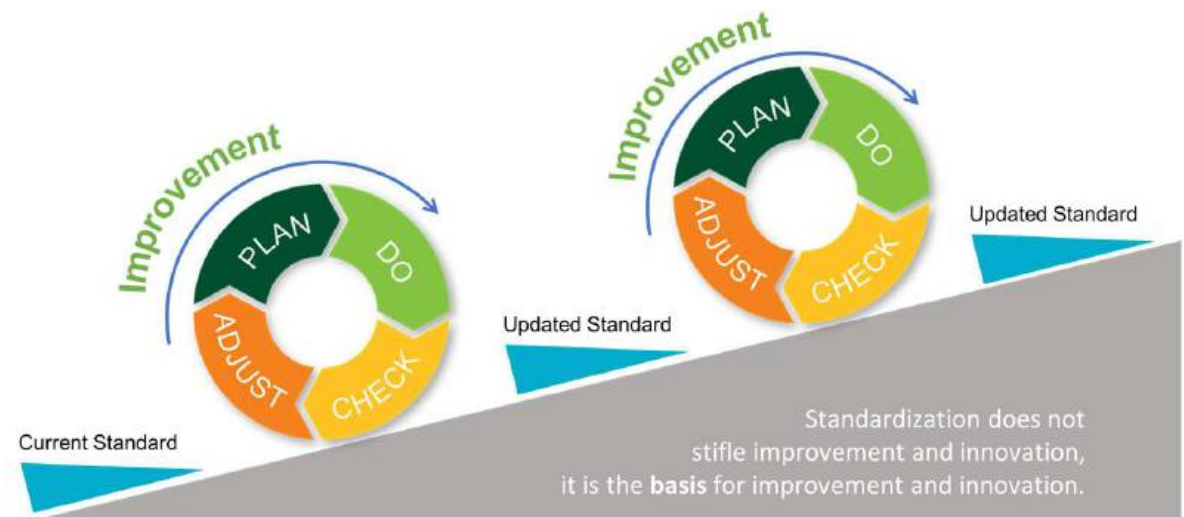 Improvement
PLAN
DO
CHECK
ADJUST
Improvement
PLAN
DO
CHECK
ADJUST
Current Standard
Updated Standard
Updated Standard
Standardization does not
stifle improvement and innovation,
it is the basis for improvement and innovation.